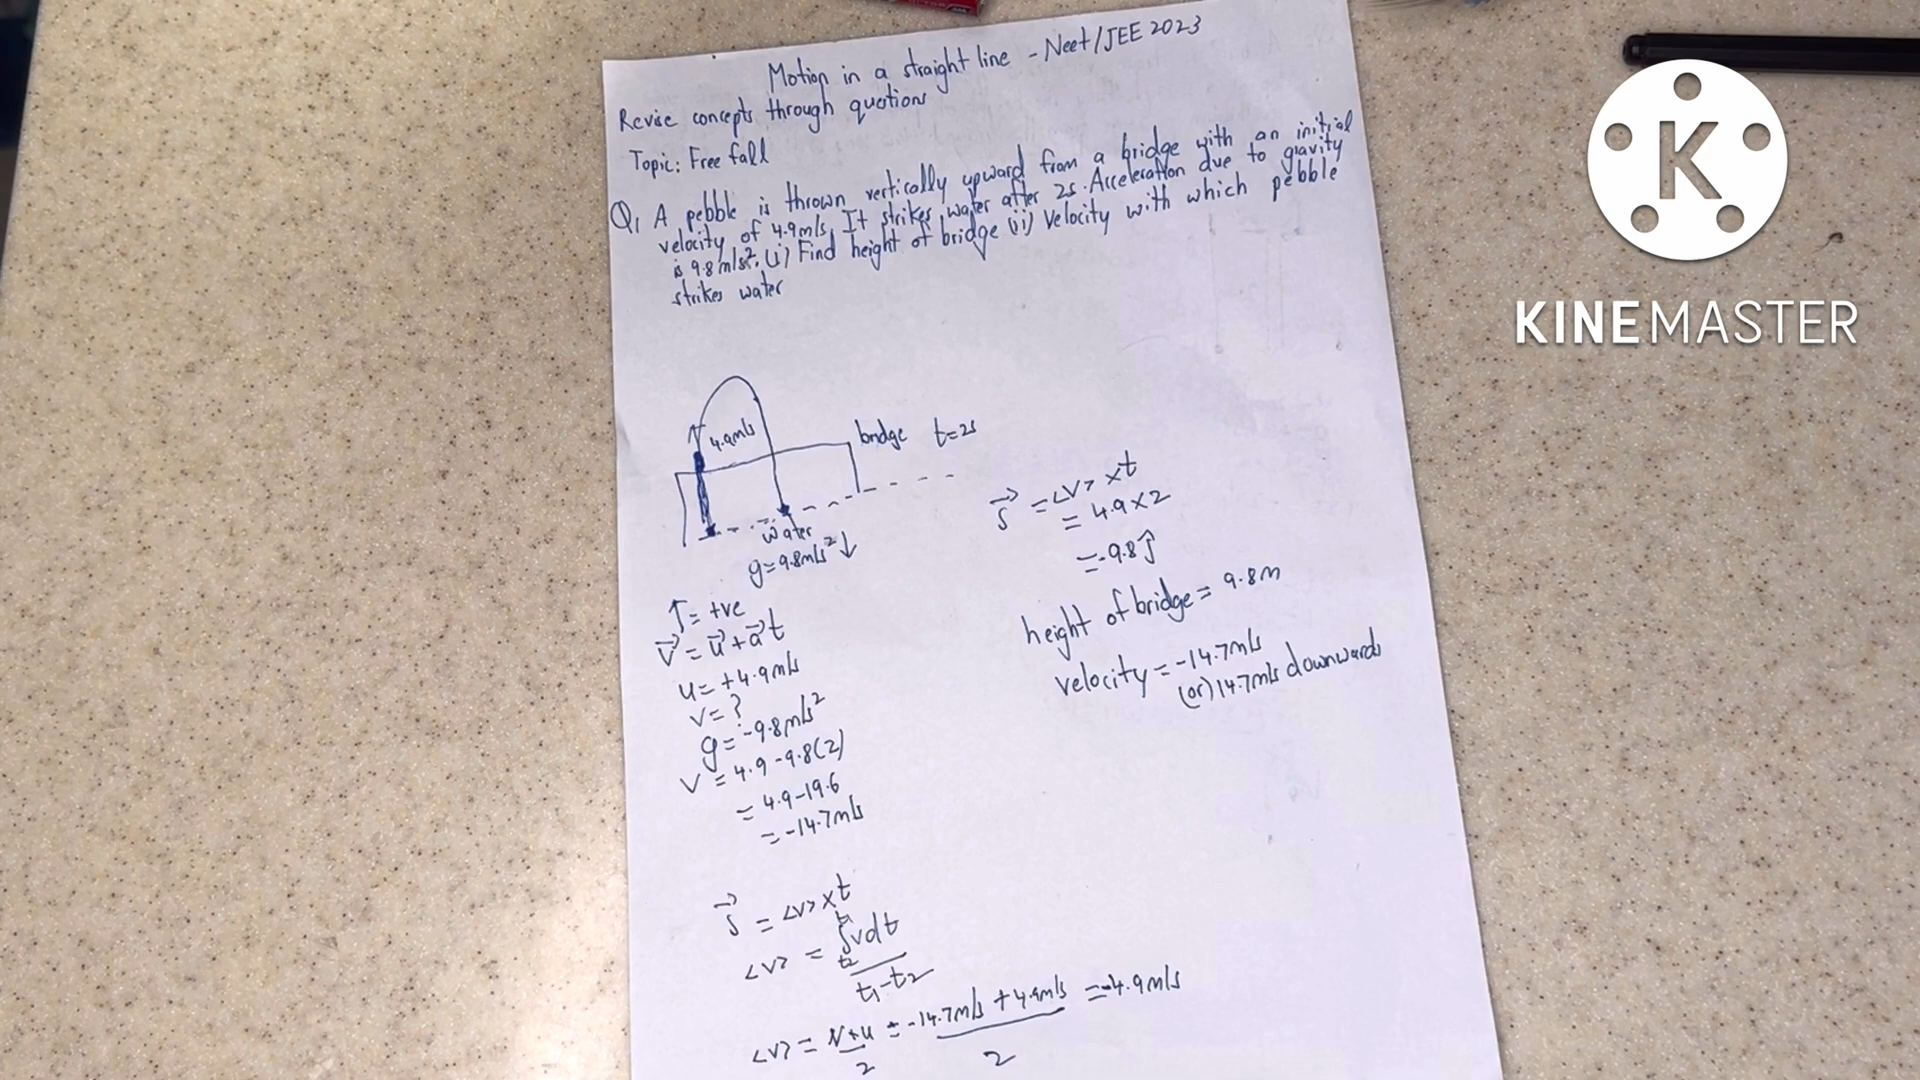 Motion in a straight line - Neet/JEE 2023
Revise concepts through quetions
Topic: Free fall
Q1 A pebble is thrown vertically upward from a bridge with an initial
velocity of 4.9m/s. It strikes water after 2s. Acceleration due to gravity
is 9.8m/s². (i) Find height of bridge (ii) Velocity with which pebble
strikes water
4.9m/s
bridge t=2s
water
g=9.8m/s² ↓
↑=+ve
v⃗ = u⃗ + a⃗t
u=+4.9m/s
v=?
g=-9.8m/s²
v = 4.9-9.8(2)
= 4.9-19.6
=-14.7m/s
s⃗ = <v> x t
<v> = ∫vdt
t1-t2
<v> = v+u = -14.7m/s + 4.9m/s = -4.9m/s
2 2
s⃗ = <v> x t
= 4.9 x 2
=-9.8ĵ
height of bridge = 9.8m
velocity = -14.7m/s
(or) 14.7m/s downwards
K
KINEMASTER